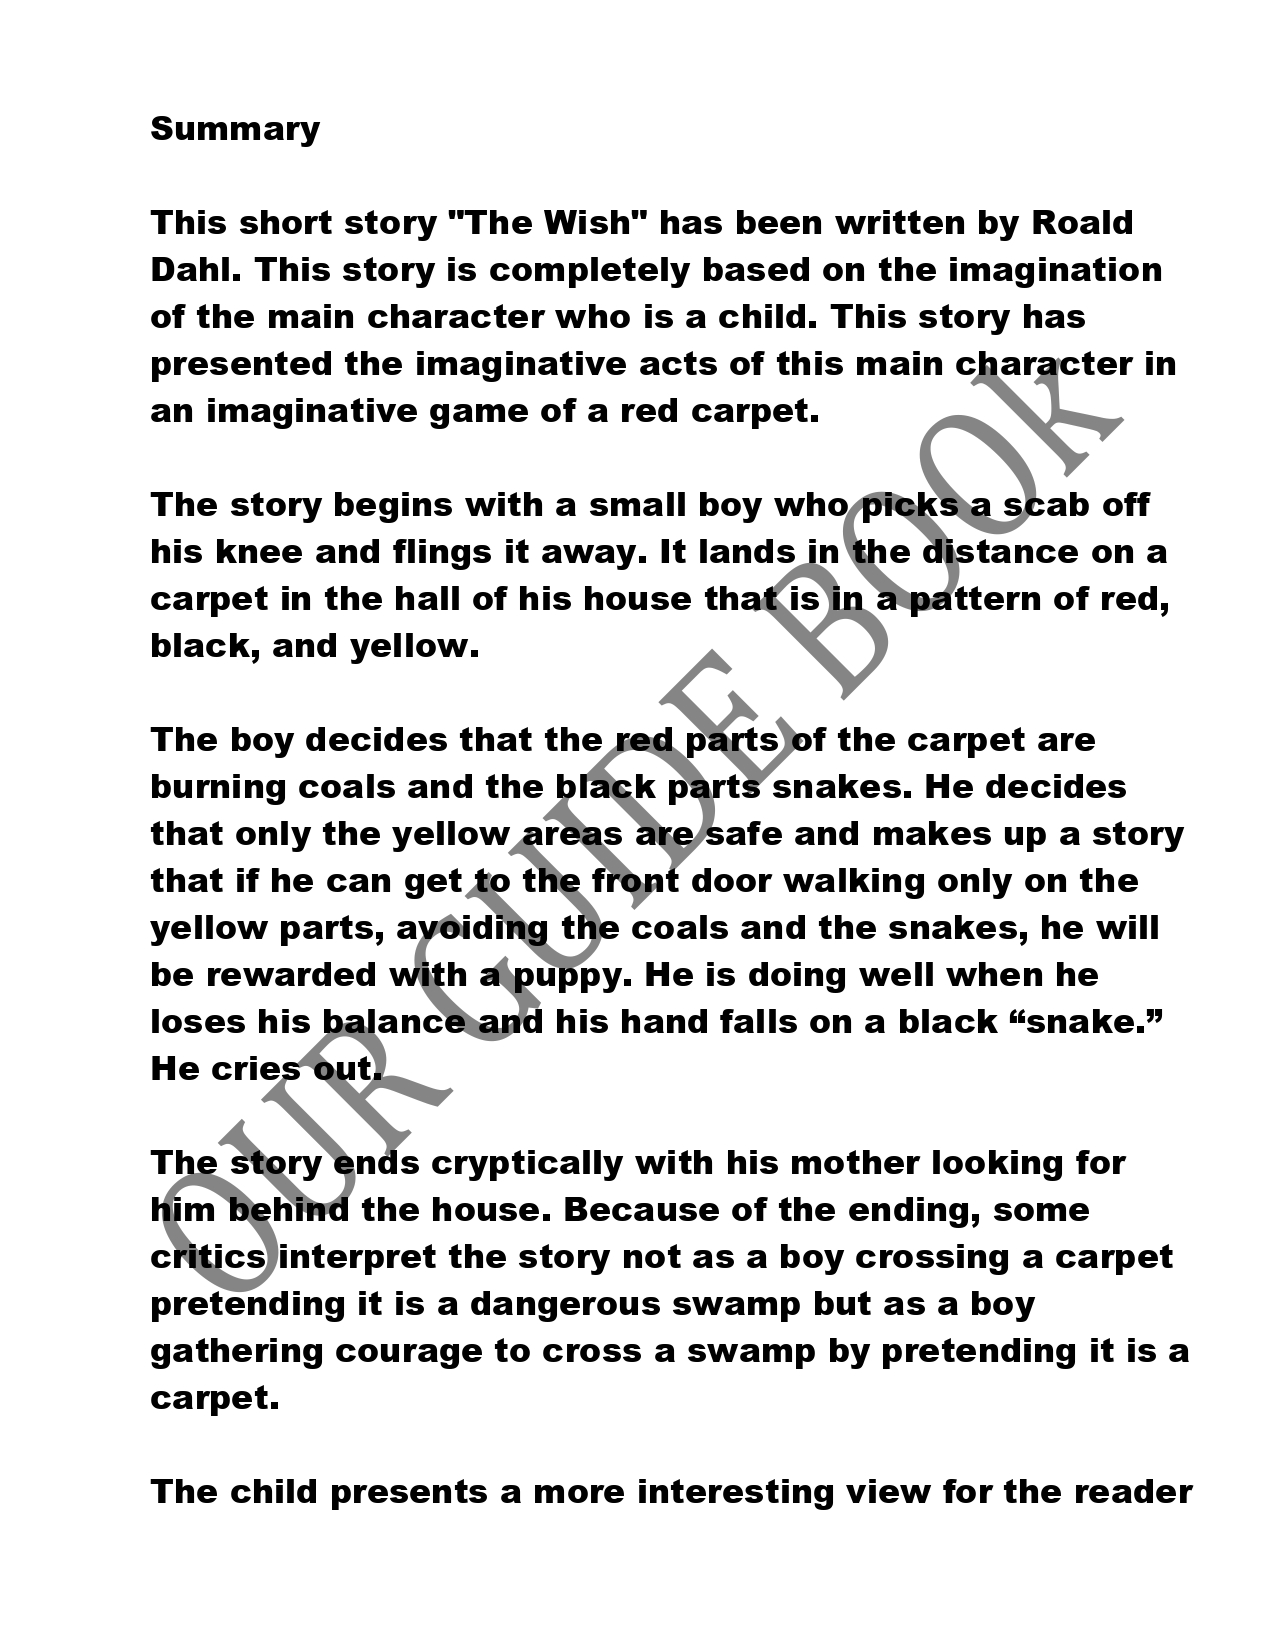 Summary
This short story "The Wish" has been written by Roald
Dahl. This story is completely based on the imagination
of the main character who is a child. This story has
presented the imaginative acts of this main character in
an imaginative game of a red carpet.
The story begins with a small boy who picks a scab off
his knee and flings it away. It lands in the distance on a
carpet in the hall of his house that is in a pattern of red,
black, and yellow.
The boy decides that the red parts of the carpet are
burning coals and the black parts snakes. He decides
that only the yellow areas are safe and makes up a story
that if he can get to the front door walking only on the
yellow parts, avoiding the coals and the snakes, he will
be rewarded with a puppy. He is doing well when he
loses his balance and his hand falls on a black “snake.”
He cries out.
The story ends cryptically with his mother looking for
him behind the house. Because of the ending, some
critics interpret the story not as a boy crossing a carpet
pretending it is a dangerous swamp but as a boy
gathering courage to cross a swamp by pretending it is a
carpet.
The child presents a more interesting view for the reader
OUR GUIDE BOOk